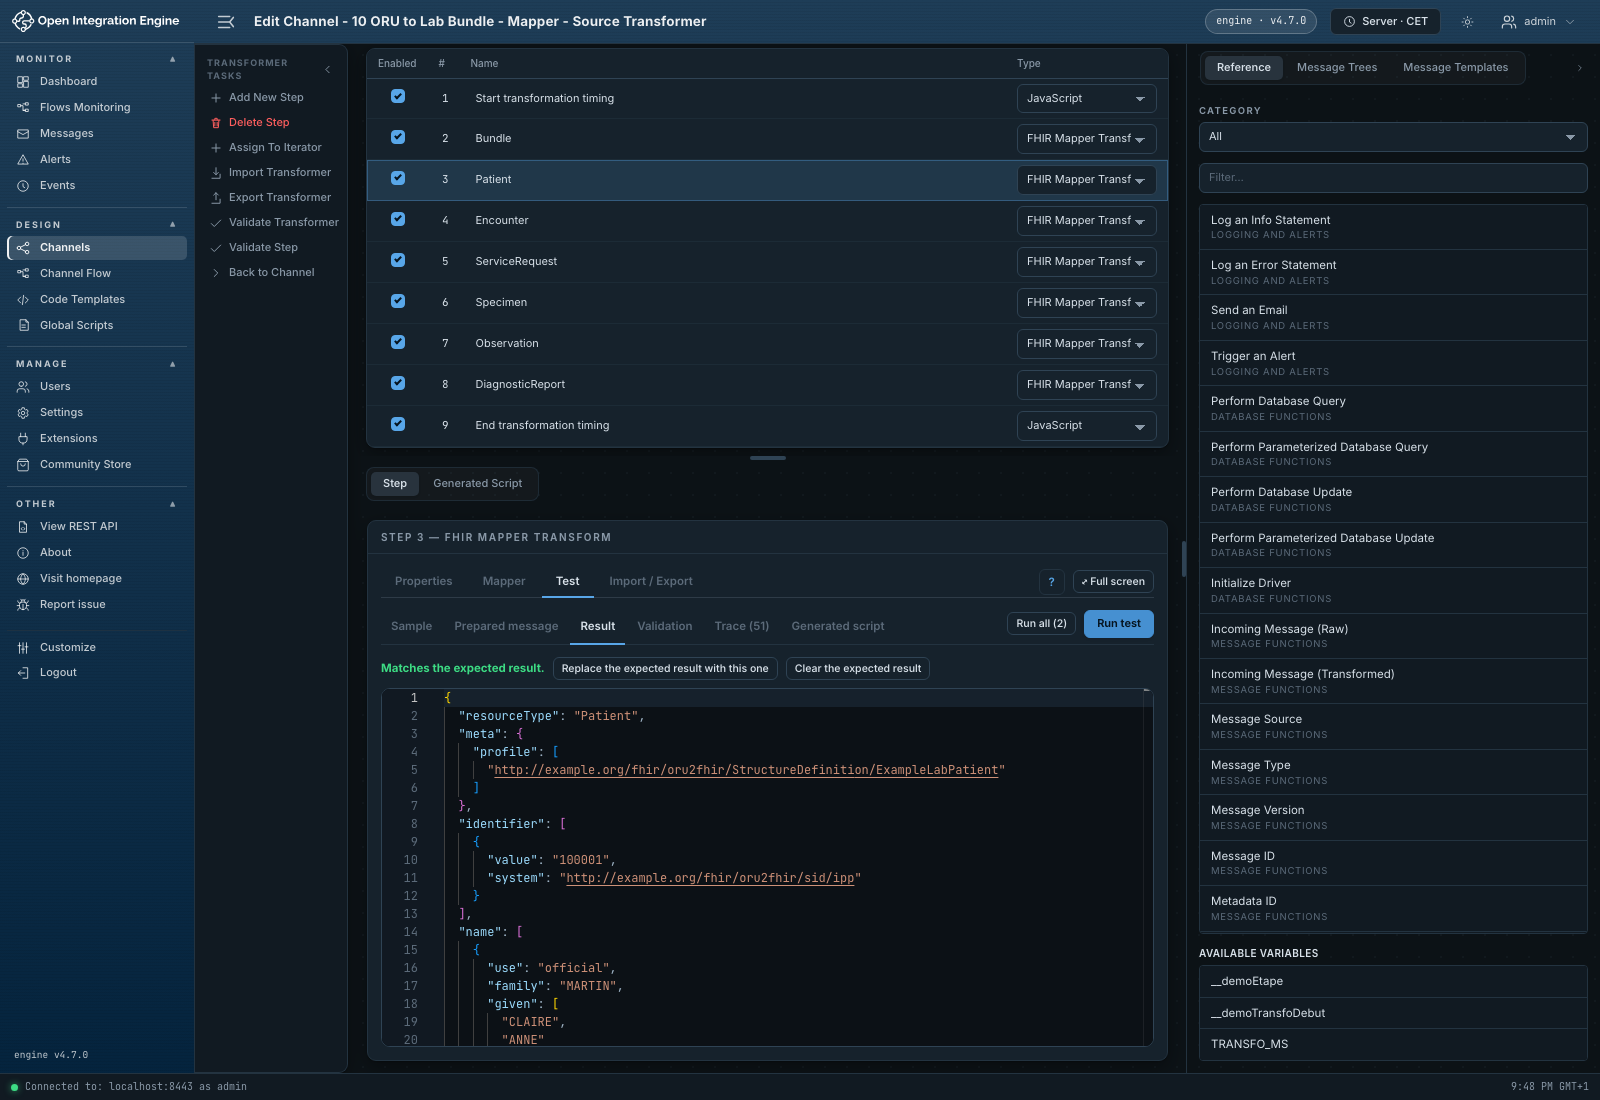 Open Integration Engine
Edit Channel - 10 ORU to Lab Bundle - Mapper - Source Transformer
engine · v4.7.0
Server · CET
admin
MONITOR
Dashboard
Flows Monitoring
Messages
Alerts
Events
DESIGN
Channels
Channel Flow
Code Templates
Global Scripts
MANAGE
Users
Settings
Extensions
Community Store
OTHER
View REST API
About
Visit homepage
Report issue
Customize
Logout
engine v4.7.0
TRANSFORMER
TASKS
Add New Step
Delete Step
Assign To Iterator
Import Transformer
Export Transformer
Validate Transformer
Validate Step
Back to Channel
Enabled # Name Type
1 Start transformation timing JavaScript
2 Bundle FHIR Mapper Transf
3 Patient FHIR Mapper Transf
4 Encounter FHIR Mapper Transf
5 ServiceRequest FHIR Mapper Transf
6 Specimen FHIR Mapper Transf
7 Observation FHIR Mapper Transf
8 DiagnosticReport FHIR Mapper Transf
9 End transformation timing JavaScript
Step Generated Script
STEP 3 — FHIR MAPPER TRANSFORM
Properties Mapper Test Import / Export ? Full screen
Sample Prepared message Result Validation Trace (51) Generated script Run all (2) Run test
Matches the expected result. Replace the expected result with this one Clear the expected result
1 {
2 "resourceType": "Patient",
3 "meta": {
4 "profile": [
5 "http://example.org/fhir/oru2fhir/StructureDefinition/ExampleLabPatient"
6 ]
7 },
8 "identifier": [
9 {
10 "value": "100001",
11 "system": "http://example.org/fhir/oru2fhir/sid/ipp"
12 }
13 ],
14 "name": [
15 {
16 "use": "official",
17 "family": "MARTIN",
18 "given": [
19 "CLAIRE",
20 "ANNE"
Reference Message Trees Message Templates
CATEGORY
All
Filter...
Log an Info Statement
LOGGING AND ALERTS
Log an Error Statement
LOGGING AND ALERTS
Send an Email
LOGGING AND ALERTS
Trigger an Alert
LOGGING AND ALERTS
Perform Database Query
DATABASE FUNCTIONS
Perform Parameterized Database Query
DATABASE FUNCTIONS
Perform Database Update
DATABASE FUNCTIONS
Perform Parameterized Database Update
DATABASE FUNCTIONS
Initialize Driver
DATABASE FUNCTIONS
Incoming Message (Raw)
MESSAGE FUNCTIONS
Incoming Message (Transformed)
MESSAGE FUNCTIONS
Message Source
MESSAGE FUNCTIONS
Message Type
MESSAGE FUNCTIONS
Message Version
MESSAGE FUNCTIONS
Message ID
MESSAGE FUNCTIONS
Metadata ID
MESSAGE FUNCTIONS
AVAILABLE VARIABLES
__demoEtape
__demoTransfoDebut
TRANSFO_MS
Connected to: localhost:8443 as admin
9:48 PM GMT+1